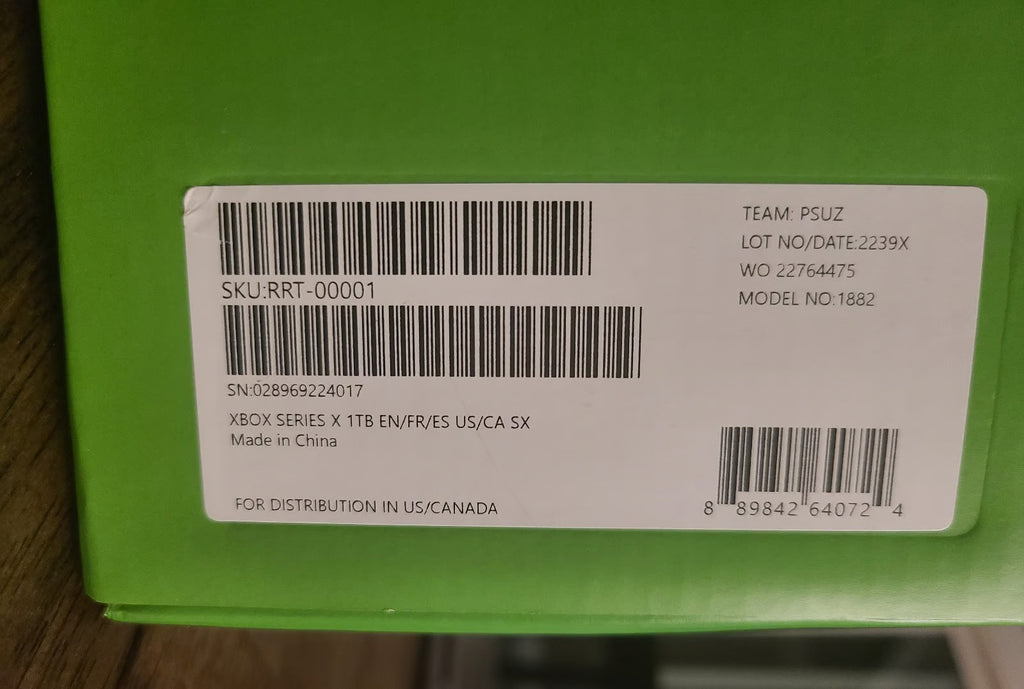 SKU:RRT-00001
SN:028969224017
XBOX SERIES X 1TB EN/FR/ES US/CA SX
Made in China
FOR DISTRIBUTION IN US/CANADA
TEAM: PSUZ
LOT NO/DATE:2239X
WO 22764475
MODEL NO:1882
8 89842 64072 4